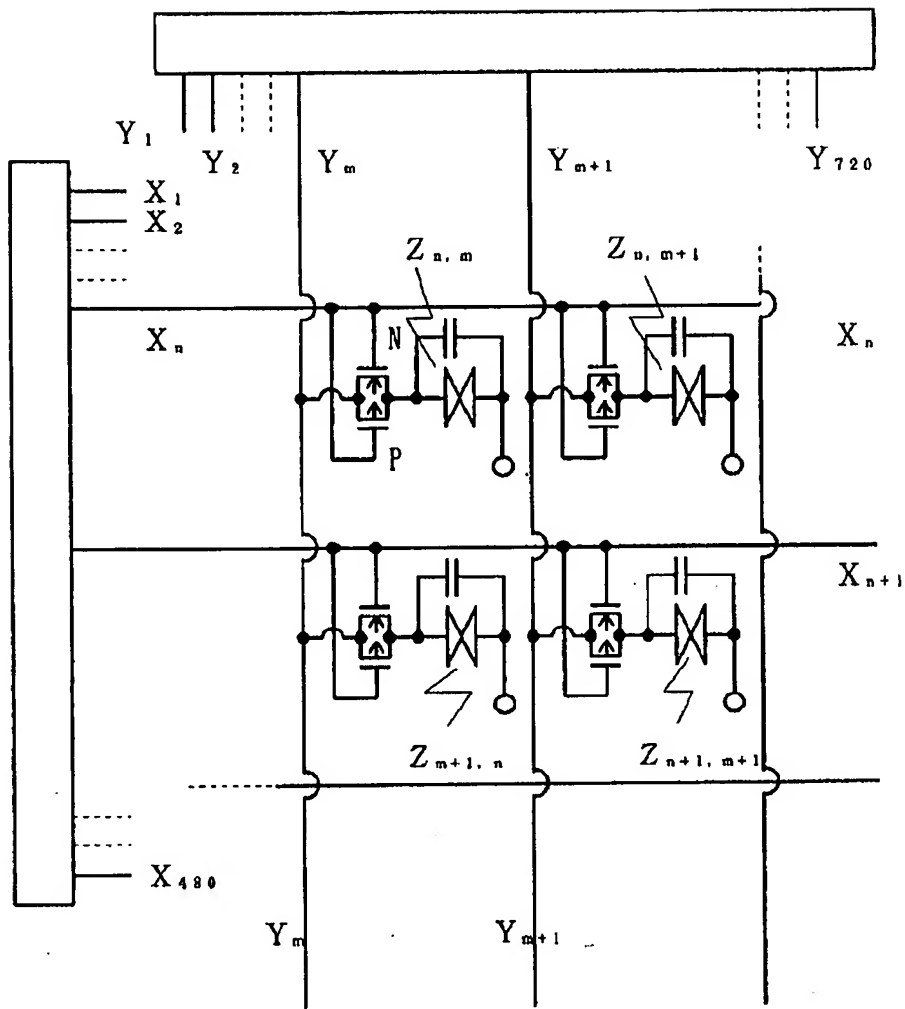 Y1
Y2
Ym
Ym+1
Y720
X1
X2
Zn,m
Zn,m+1
Xn
N
Xn
P
Xn+1
Zm+1,n
Zn+1,m+1
X480
Ym
Ym+1